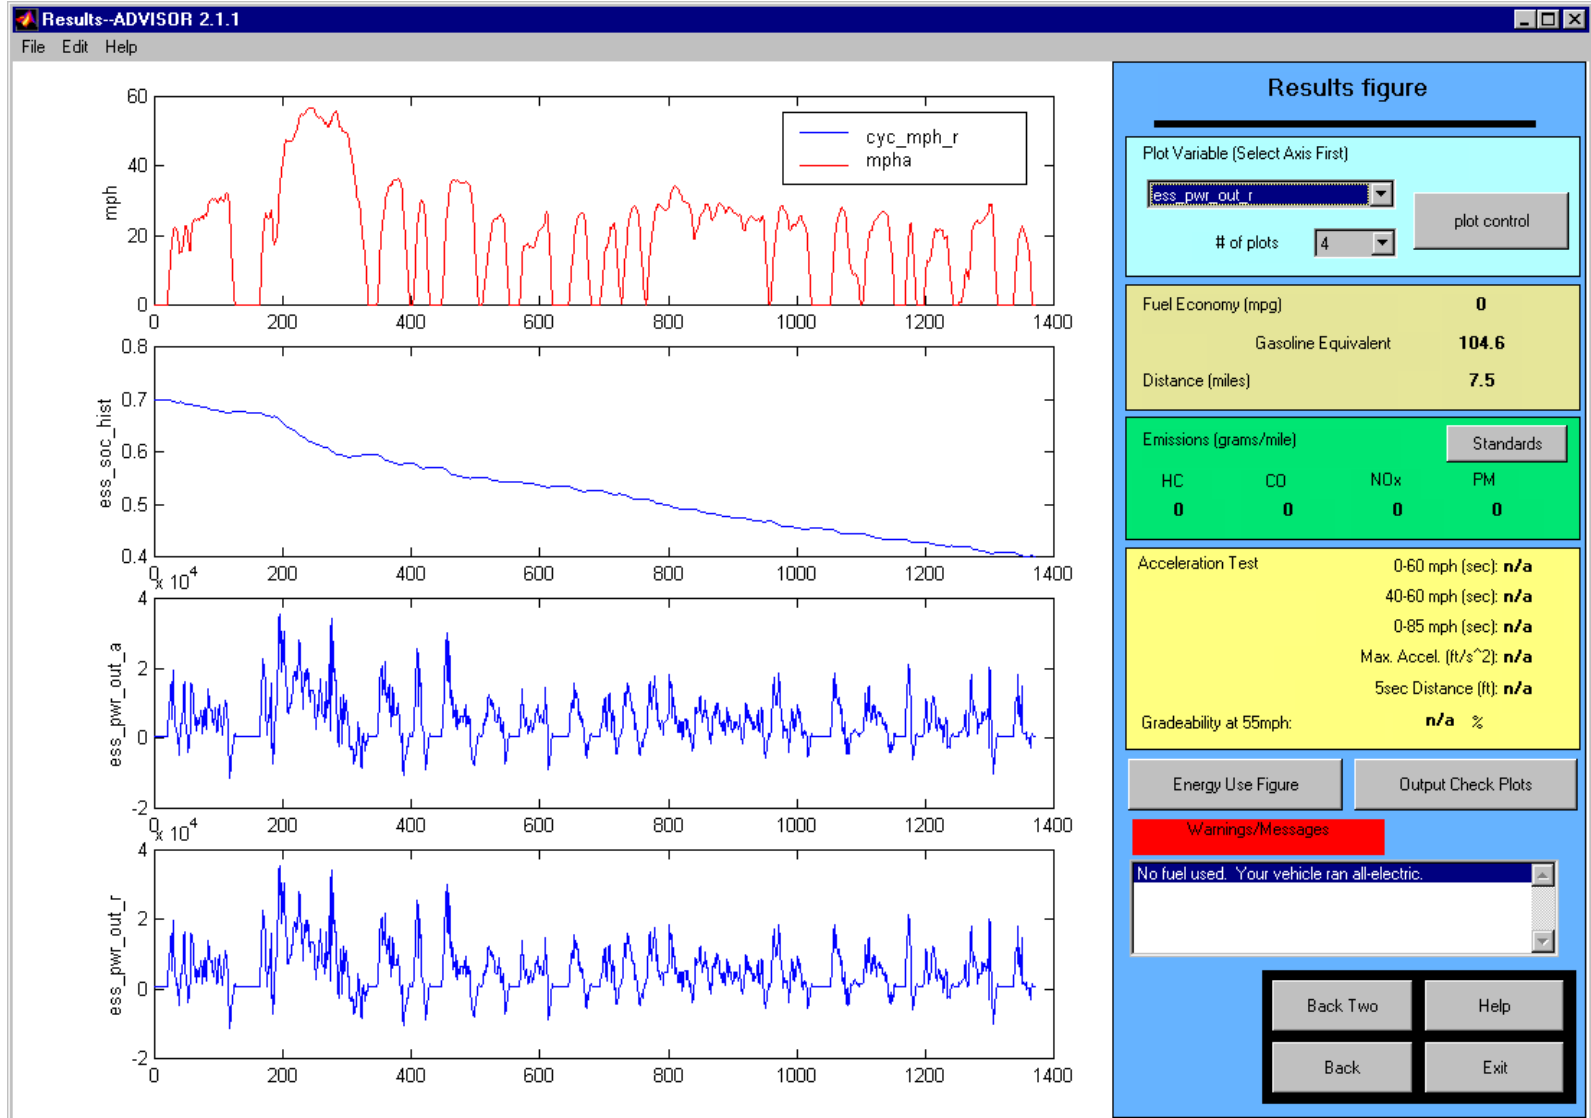 Results--ADVISOR 2.1.1
File Edit Help
60
40
20
0
mph
cyc_mph_r
mpha
0 200 400 600 800 1000 1200 1400
0.8
0.7
0.6
0.5
0.4
ess_soc_hist
0 200 400 600 800 1000 1200 1400
x 10^4
4
2
0
-2
ess_pwr_out_a
0 200 400 600 800 1000 1200 1400
x 10^4
4
2
0
-2
ess_pwr_out_r
0 200 400 600 800 1000 1200 1400
Results figure
Plot Variable (Select Axis First)
ess_pwr_out_r
plot control
# of plots 4
Fuel Economy (mpg) 0
Gasoline Equivalent 104.6
Distance (miles) 7.5
Emissions (grams/mile) Standards
HC CO NOx PM
0 0 0 0
Acceleration Test 0-60 mph (sec): n/a
40-60 mph (sec): n/a
0-85 mph (sec): n/a
Max. Accel. (ft/s^2): n/a
5sec Distance (ft): n/a
Gradeability at 55mph: n/a %
Energy Use Figure Output Check Plots
Warnings/Messages
No fuel used. Your vehicle ran all-electric.
Back Two Help
Back Exit